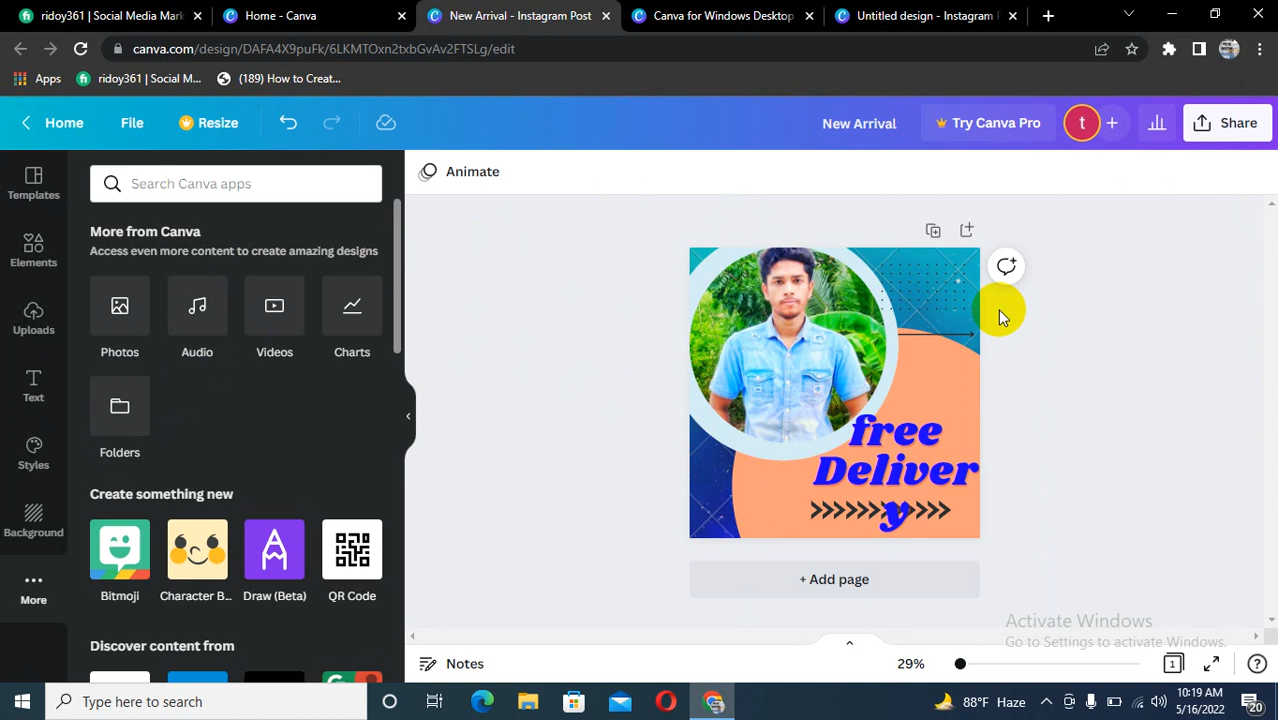 ridoy361 | Social Media Mark
Home - Canva
New Arrival - Instagram Post
Canva for Windows Desktop
Untitled design - Instagram
canva.com/design/DAFA4X9puFk/6LKMTOxn2txbGvAv2FTSLg/edit
Apps
ridoy361 | Social M...
(189) How to Creat...
Home
File
Resize
New Arrival
Try Canva Pro
t
Share
Templates
Elements
Uploads
Text
Styles
Background
More
Search Canva apps
More from Canva
Access even more content to create amazing designs
Photos
Audio
Videos
Charts
Folders
Create something new
Bitmoji
Character B...
Draw (Beta)
QR Code
Discover content from
Animate
free
Deliver
y
+ Add page
Activate Windows
Go to Settings to activate Windows.
Notes
29%
1
Type here to search
88°F Haze
10:19 AM
5/16/2022
20